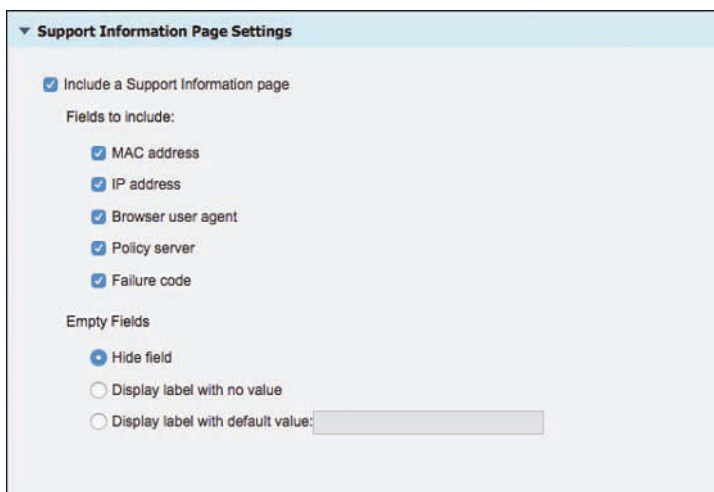 Support Information Page Settings
Include a Support Information page
Fields to include:
MAC address
IP address
Browser user agent
Policy server
Failure code
Empty Fields
Hide field
Display label with no value
Display label with default value: